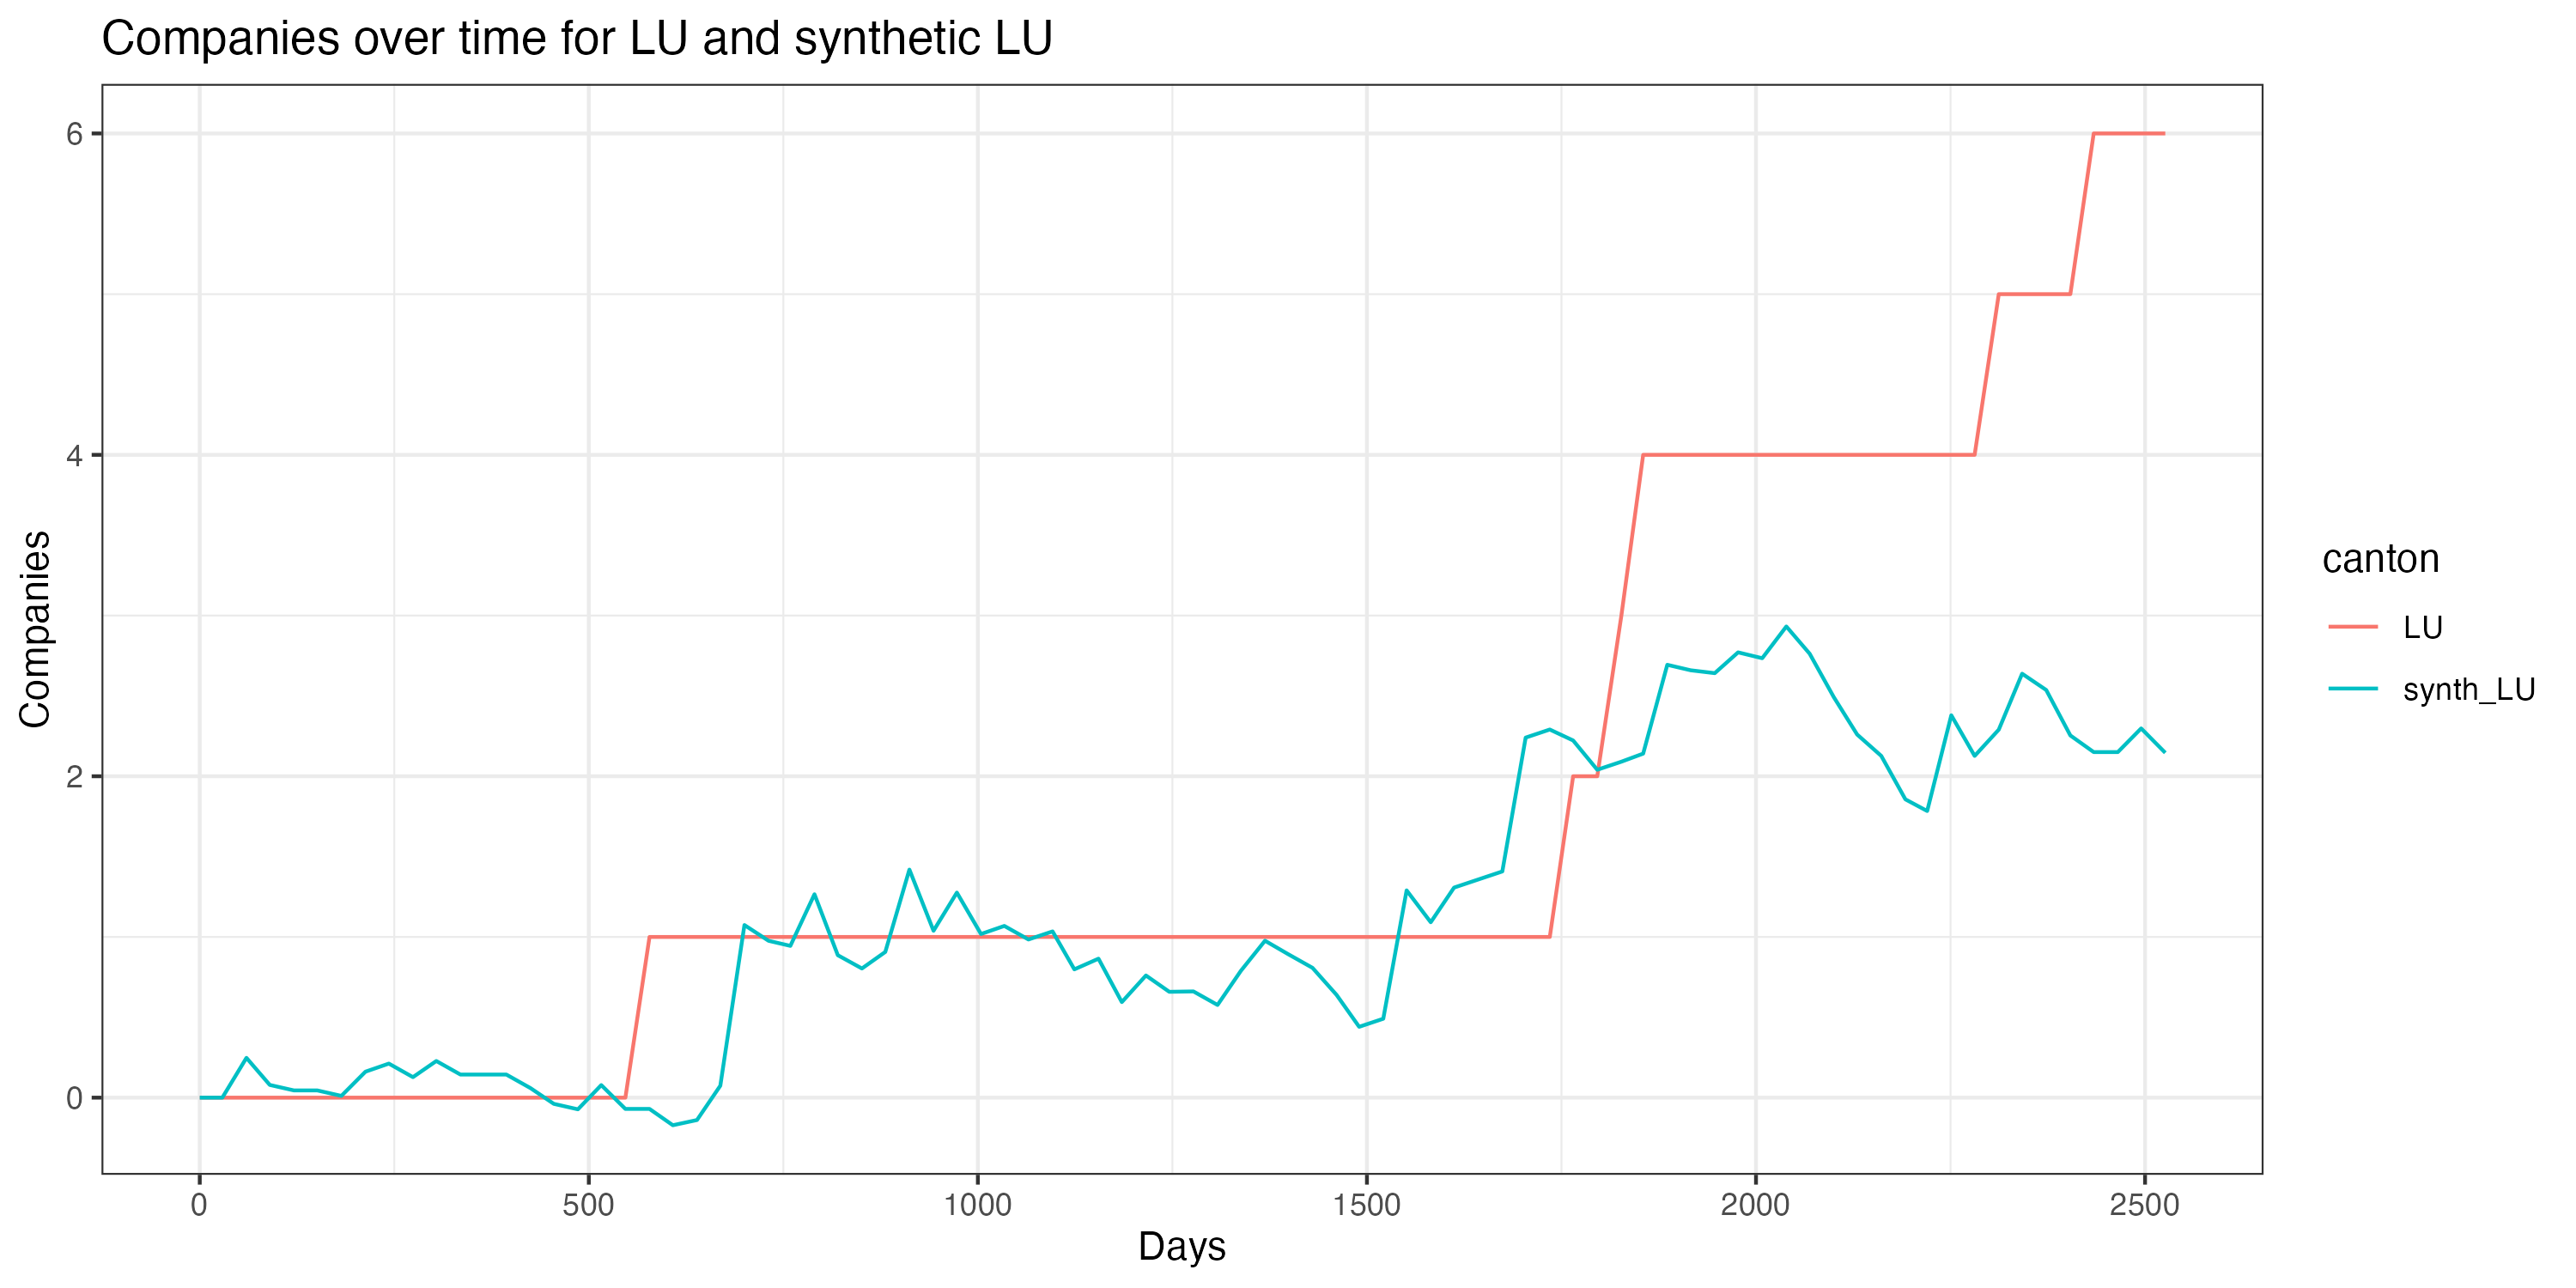 Companies over time for LU and synthetic LU
Companies
6
4
2
0
0
500
1000
1500
2000
2500
Days
canton
LU
synth_LU